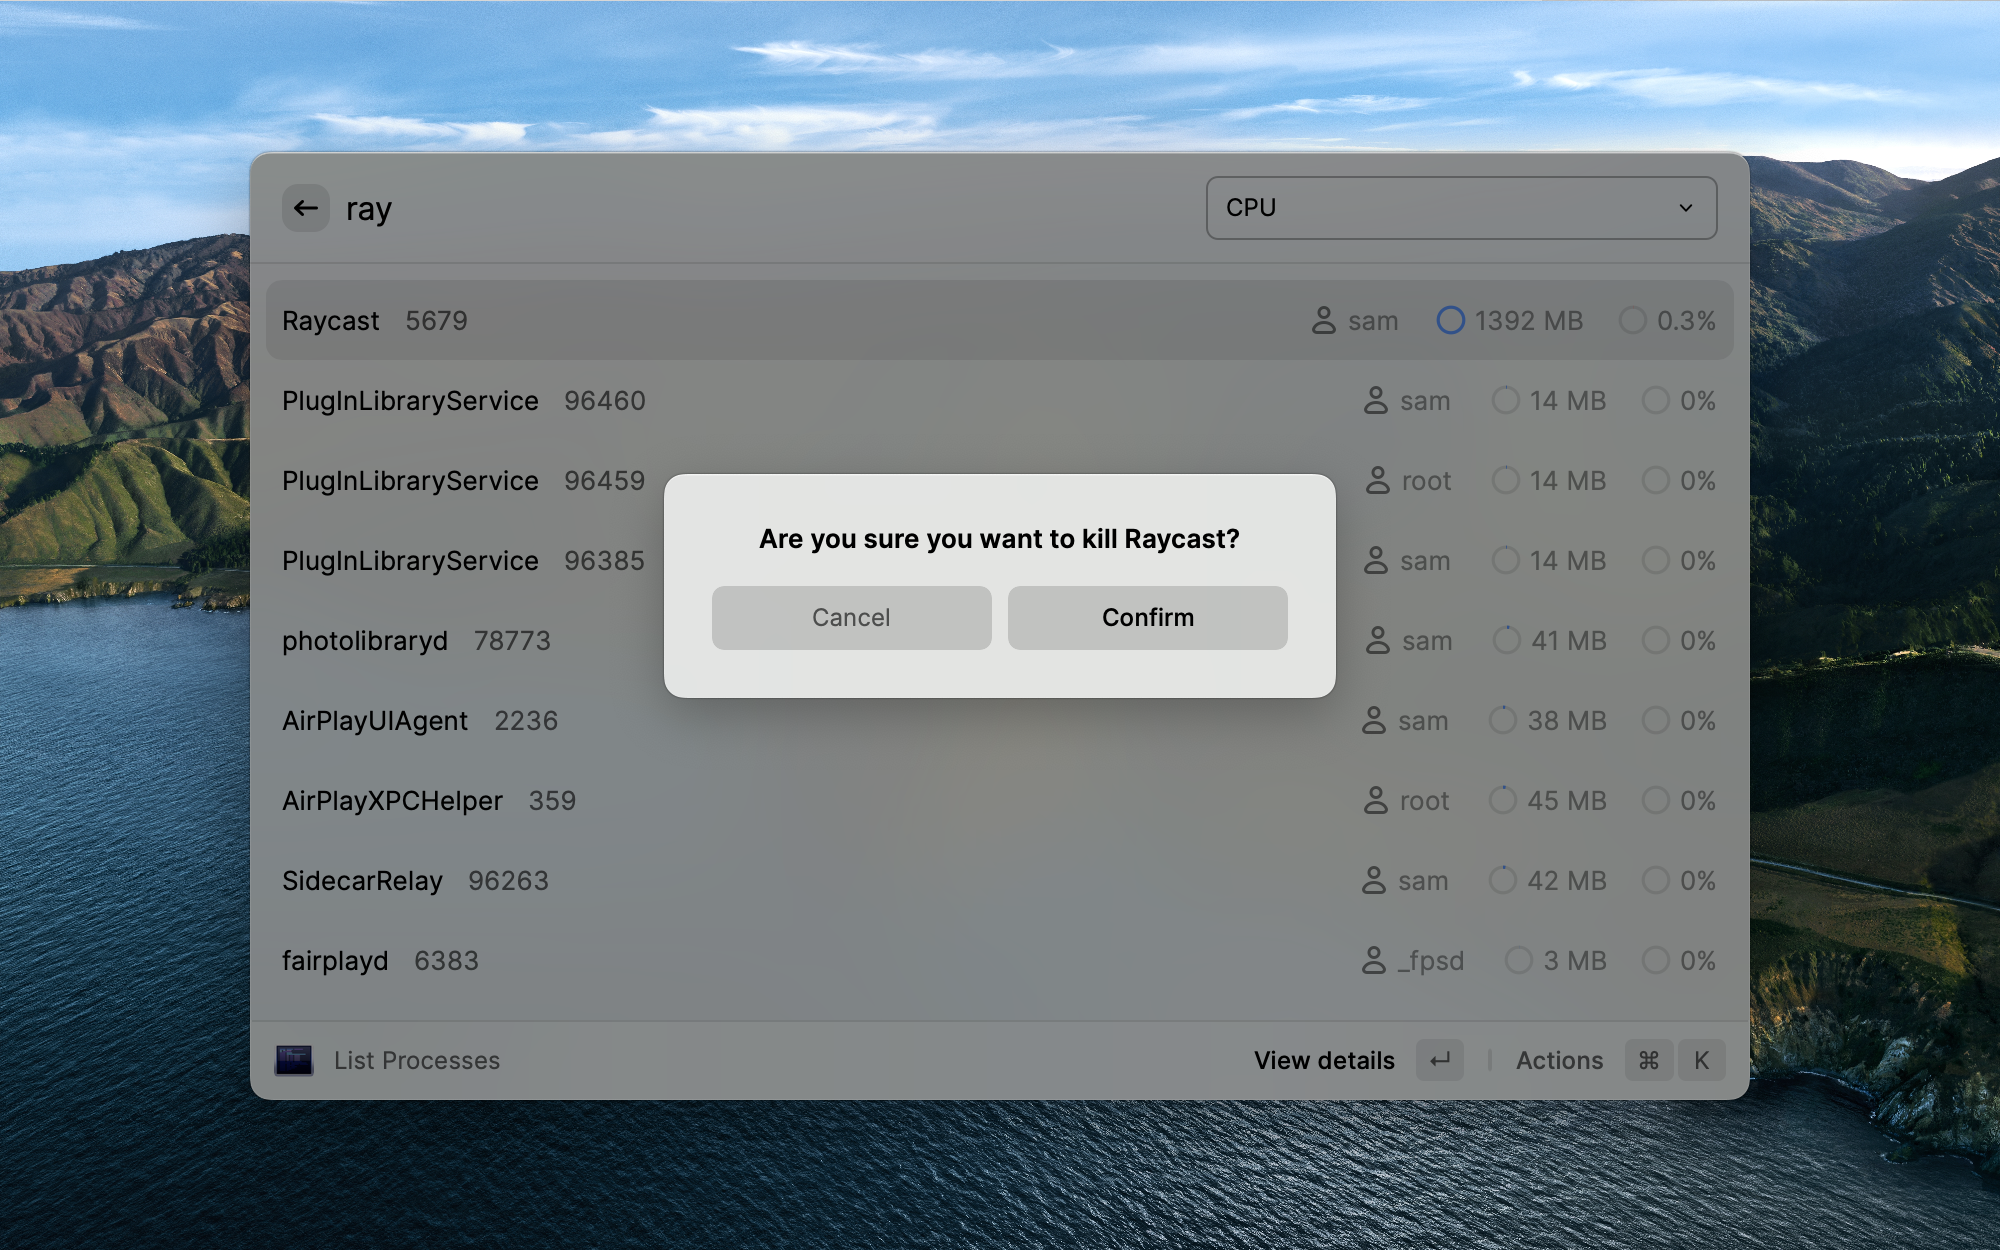 ray
CPU
Raycast 5679 sam 1392 MB 0.3%
PlugInLibraryService 96460 sam 14 MB 0%
PlugInLibraryService 96459 root 14 MB 0%
PlugInLibraryService 96385 sam 14 MB 0%
Are you sure you want to kill Raycast?
Cancel Confirm
photolibraryd 78773 sam 41 MB 0%
AirPlayUIAgent 2236 sam 38 MB 0%
AirPlayXPCHelper 359 root 45 MB 0%
SidecarRelay 96263 sam 42 MB 0%
fairplayd 6383 _fpsd 3 MB 0%
List Processes View details ↵ Actions ⌘ K